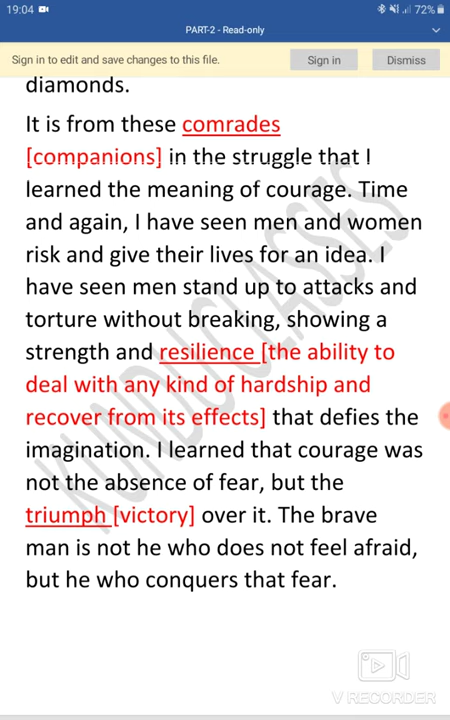 19:04 72%
PART-2 - Read-only
Sign in to edit and save changes to this file. Sign in Dismiss
diamonds.
It is from these comrades
[companions] in the struggle that I
learned the meaning of courage. Time
and again, I have seen men and women
risk and give their lives for an idea. I
have seen men stand up to attacks and
torture without breaking, showing a
strength and resilience [the ability to
deal with any kind of hardship and
recover from its effects] that defies the
imagination. I learned that courage was
not the absence of fear, but the
triumph [victory] over it. The brave
man is not he who does not feel afraid,
but he who conquers that fear.
KUNDU CLASSES
V RECORDER